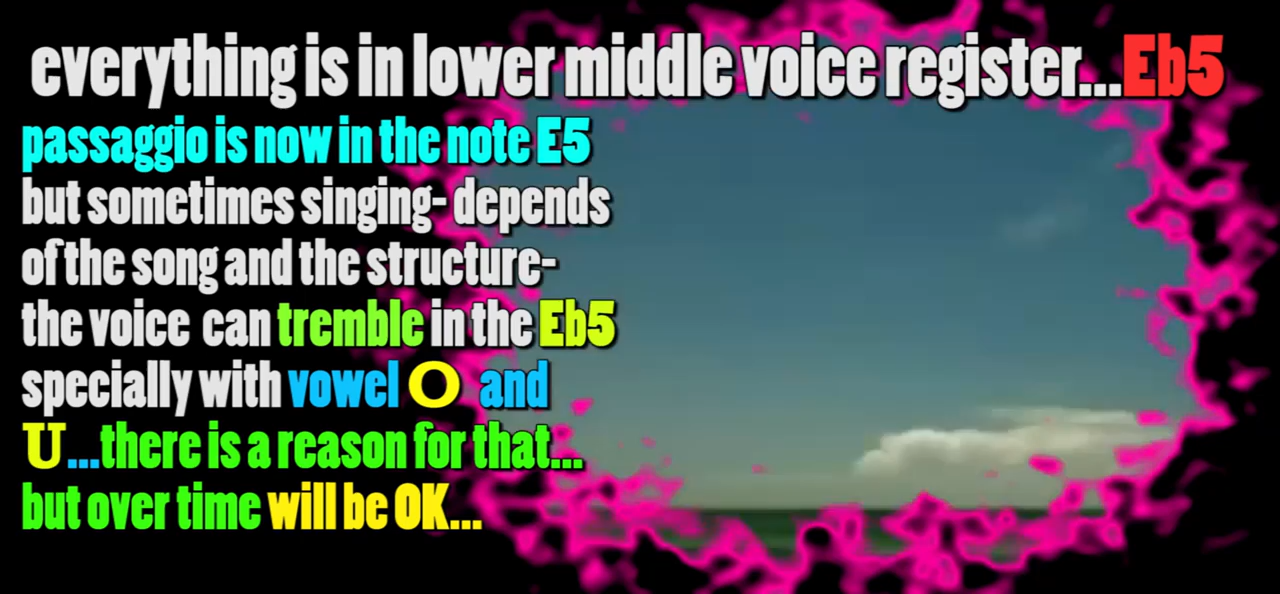 everything is in lower middle voice register...Eb5
passaggio is now in the note E5
but sometimes singing- depends
of the song and the structure-
the voice can tremble in the Eb5
specially with vowel O and
U...there is a reason for that...
but over time will be OK...